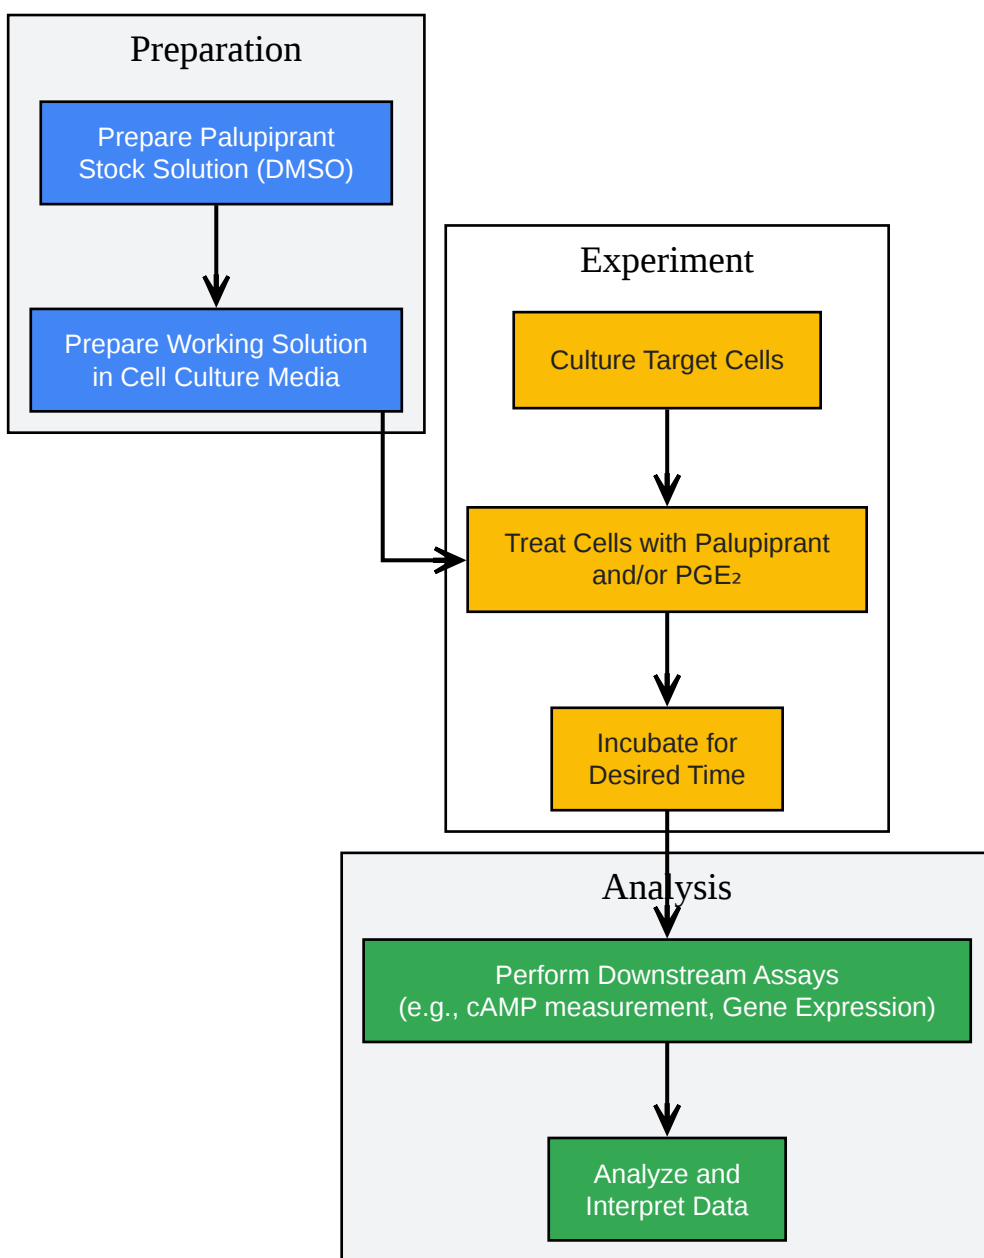 Preparation
Prepare Palupiprant
Stock Solution (DMSO)
Prepare Working Solution
in Cell Culture Media
Experiment
Culture Target Cells
Treat Cells with Palupiprant
and/or PGE₂
Incubate for
Desired Time
Analysis
Perform Downstream Assays
(e.g., cAMP measurement, Gene Expression)
Analyze and
Interpret Data